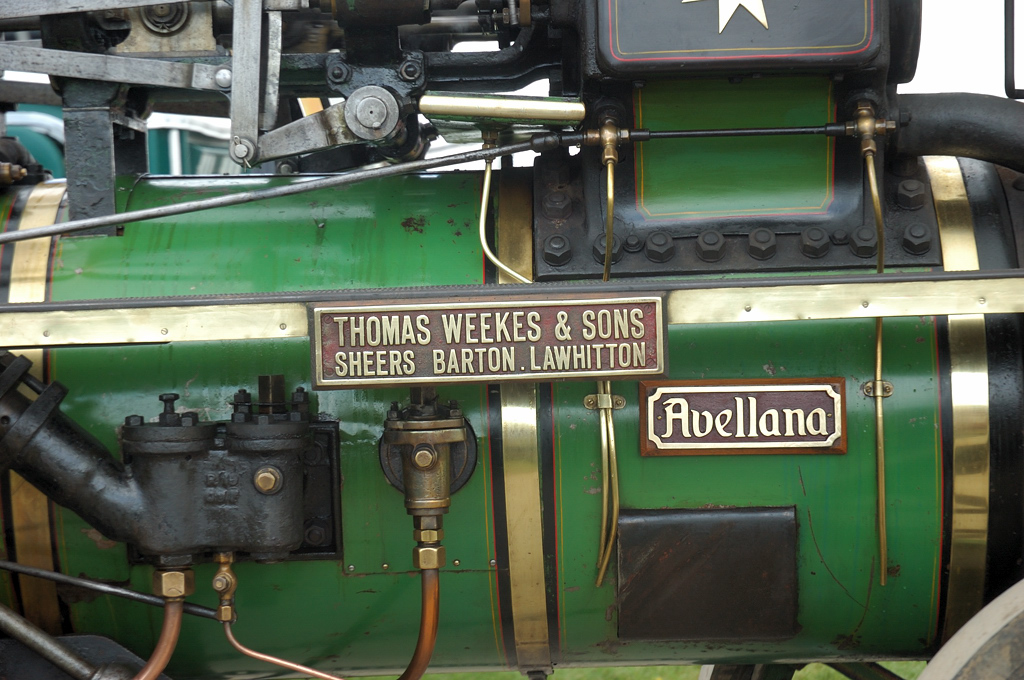 THOMAS WEEKES & SONS
SHEERS BARTON. LAWHITTON
Avellana